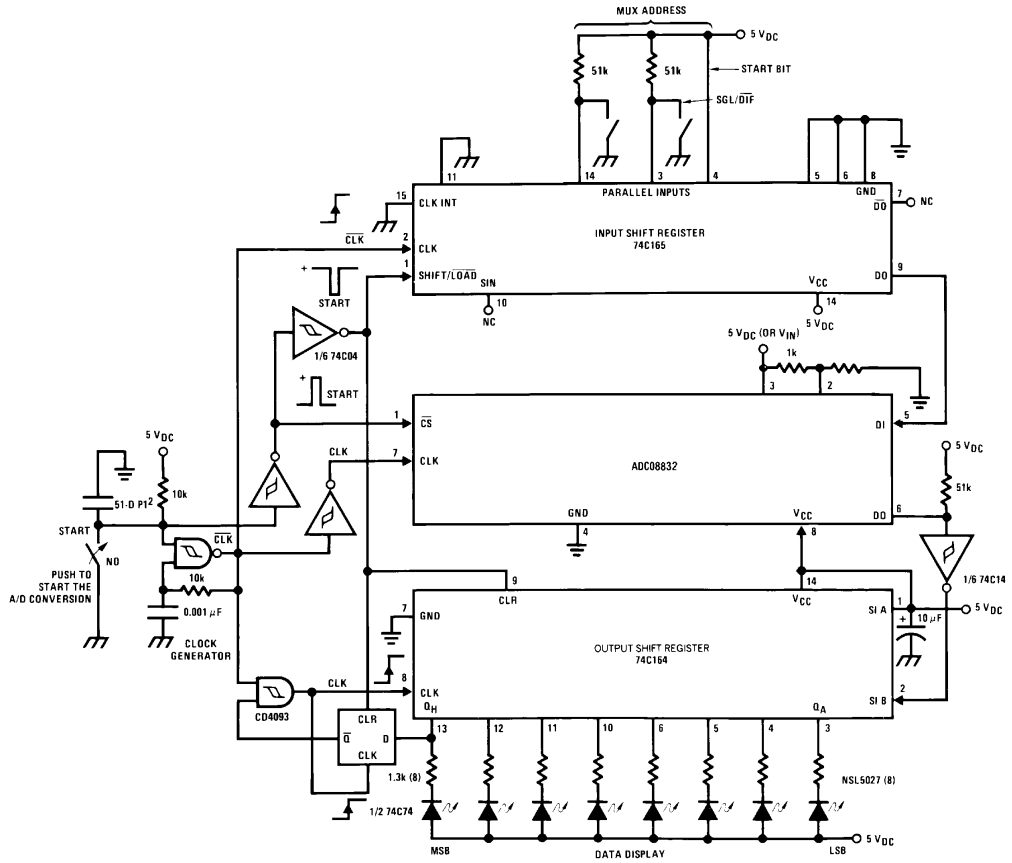 MUX ADDRESS
5 VDC
51k
51k
START BIT
SGL/DIF
11
14
3
4
5
6
8
PARALLEL INPUTS
GND
15
CLK INT
DO
7
NC
INPUT SHIFT REGISTER
74C165
CLK
2
CLK
1
SHIFT/LOAD
SIN
VCC
DO
9
+
START
10
NC
14
5 VDC
1/6 74C04
5 VDC (OR VIN)
1k
+
START
3
2
1
CS
DI
5
CLK
7
CLK
ADC08832
5 VDC
5 VDC
10k
51-D P1²
51k
GND
VCC
DO
6
START
CLK
4
8
NO
PUSH TO
START THE
A/D CONVERSION
10k
1/6 74C14
9
14
CLR
VCC
0.001 µF
7
GND
SI A
1
5 VDC
+
10 µF
CLOCK
GENERATOR
OUTPUT SHIFT REGISTER
74C164
CLK
8
CLK
SI B
2
CD4093
QH
QA
CLR
Q
D
CLK
13
12
11
10
6
5
4
3
1.3k (8)
NSL5027 (8)
1/2 74C74
5 VDC
MSB
DATA DISPLAY
LSB